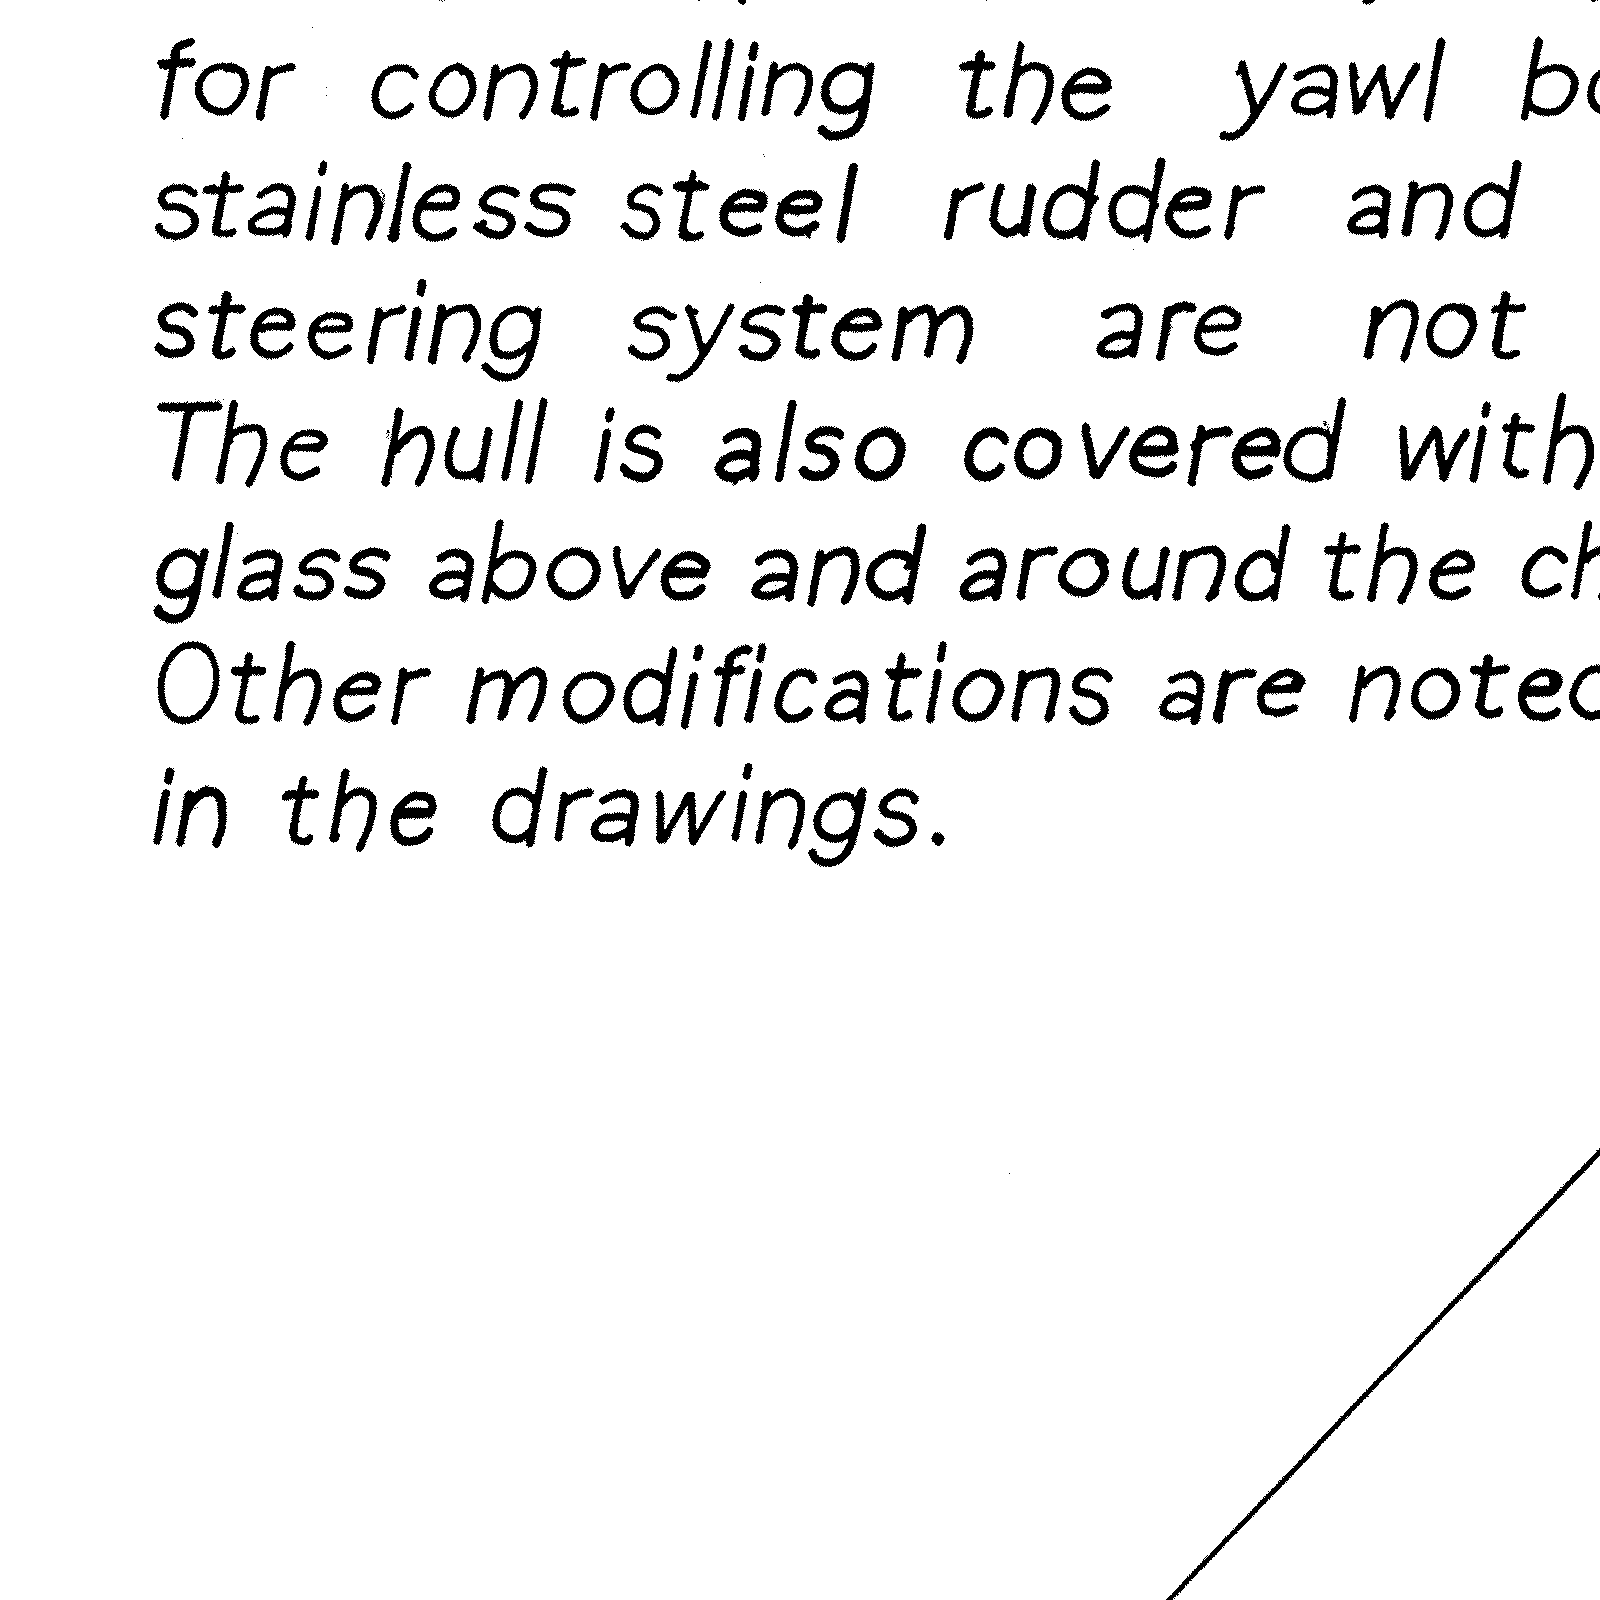 for controlling the yawl
stainless steel rudder and
steering system are not
The hull is also covered with
glass above and around the
Other modifications are noted
in the drawings.